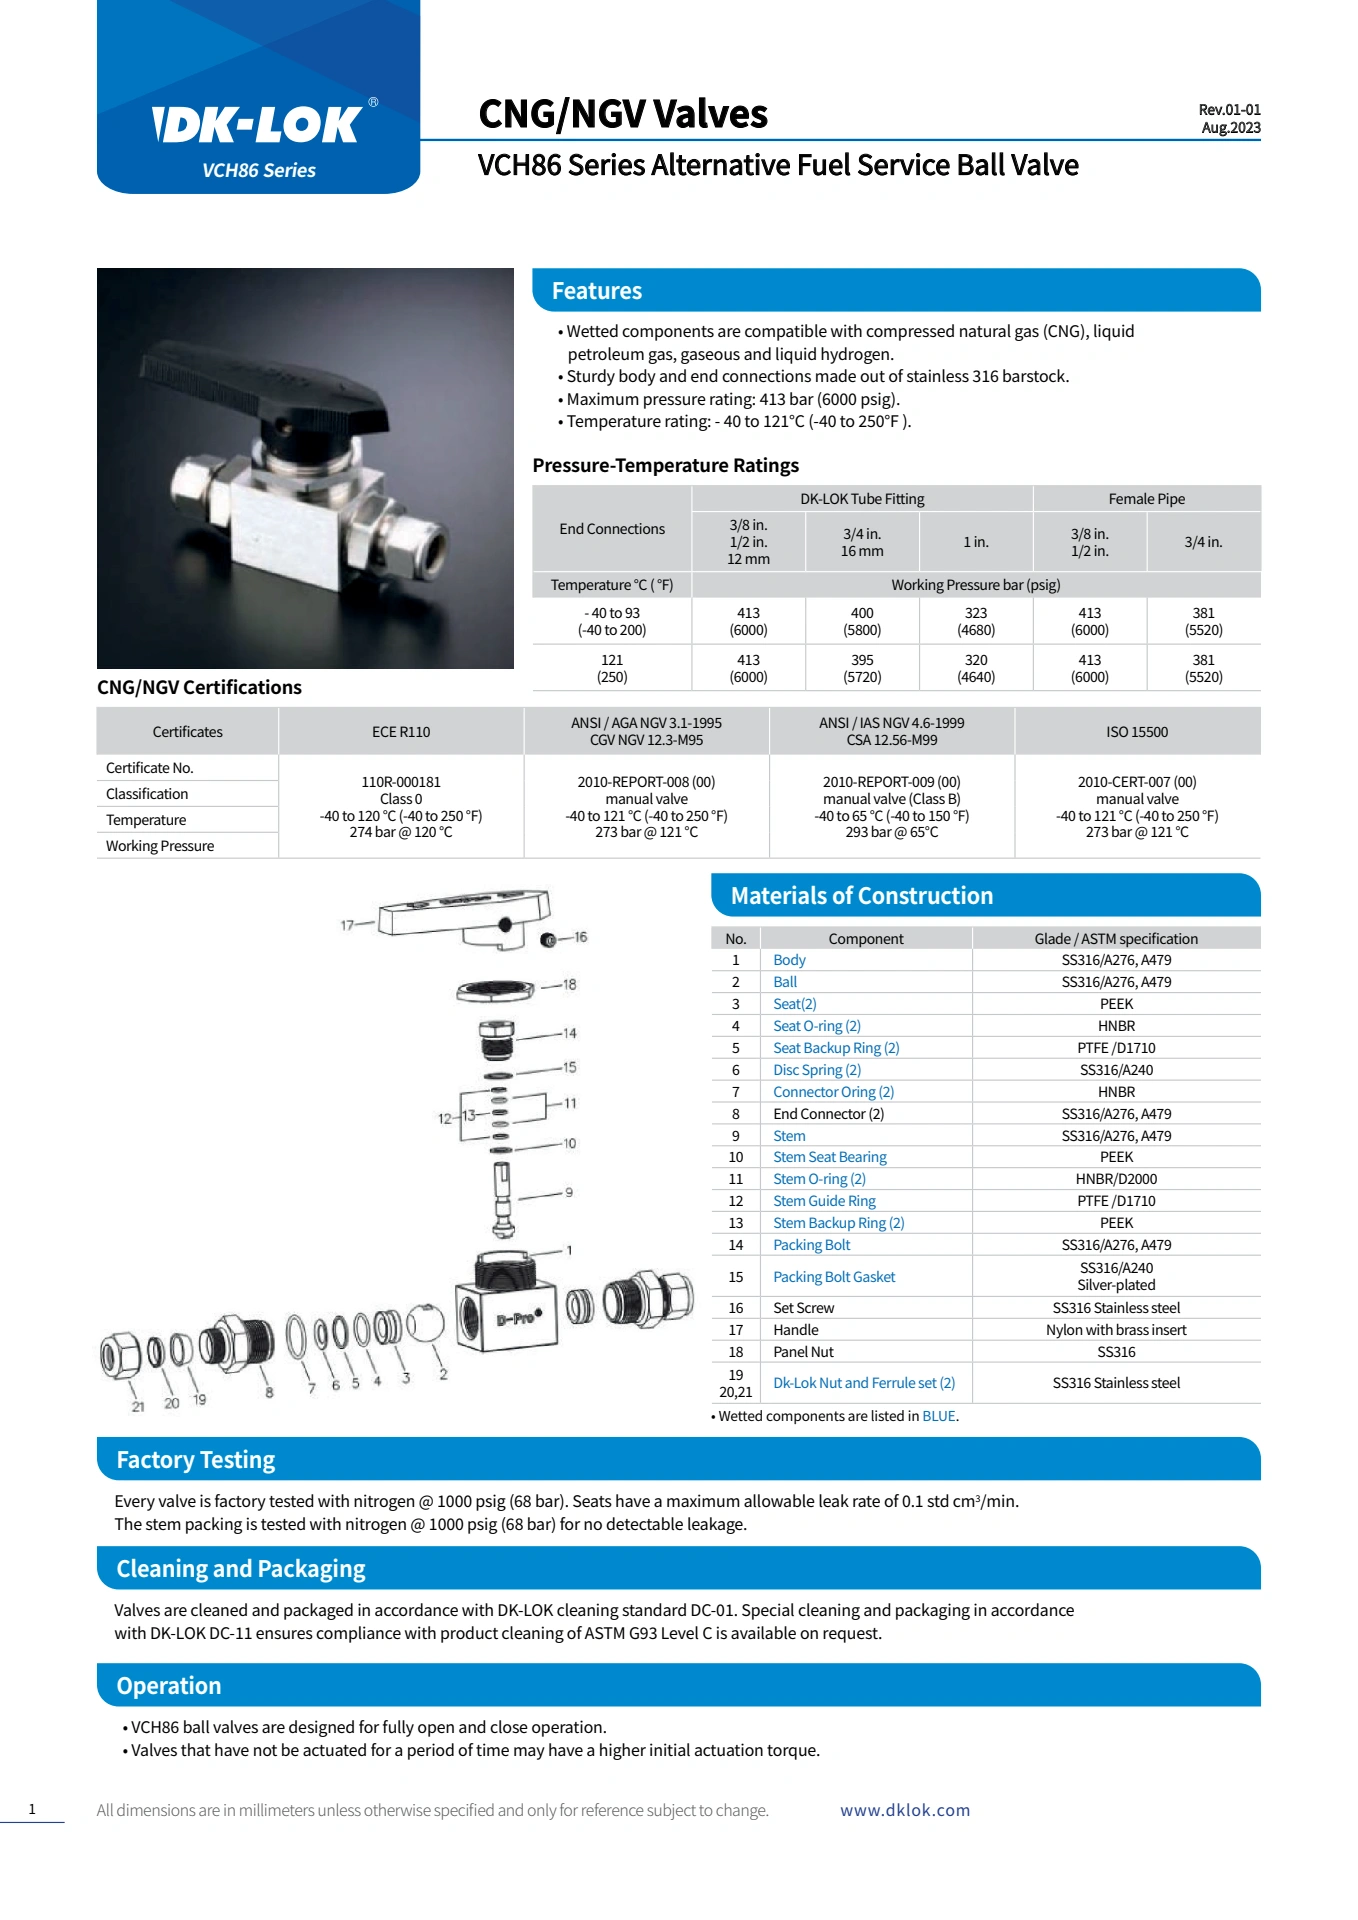 DK-LOK®
VCH86 Series
CNG/NGV Valves
Rev.01-01
Aug.2023
VCH86 Series Alternative Fuel Service Ball Valve
Features
• Wetted components are compatible with compressed natural gas (CNG), liquid
petroleum gas, gaseous and liquid hydrogen.
• Sturdy body and end connections made out of stainless 316 barstock.
• Maximum pressure rating: 413 bar (6000 psig).
• Temperature rating: - 40 to 121°C (-40 to 250°F ).
Pressure-Temperature Ratings
End Connections
DK-LOK Tube Fitting
Female Pipe
3/8 in.
1/2 in.
12 mm
3/4 in.
16 mm
1 in.
3/8 in.
1/2 in.
3/4 in.
Temperature °C ( °F)
Working Pressure bar (psig)
- 40 to 93 413 400 323 413 381
(-40 to 200) (6000) (5800) (4680) (6000) (5520)
121 413 395 320 413 381
(250) (6000) (5720) (4640) (6000) (5520)
CNG/NGV Certifications
Certificates
ECE R110
ANSI / AGA NGV 3.1-1995
CGV NGV 12.3-M95
ANSI / IAS NGV 4.6-1999
CSA 12.56-M99
ISO 15500
Certificate No.
Classification
Temperature
Working Pressure
110R-000181
Class 0
-40 to 120 °C (-40 to 250 °F)
274 bar @ 120 °C
2010-REPORT-008 (00)
manual valve
-40 to 121 °C (-40 to 250 °F)
273 bar @ 121 °C
2010-REPORT-009 (00)
manual valve (Class B)
-40 to 65 °C (-40 to 150 °F)
293 bar @ 65°C
2010-CERT-007 (00)
manual valve
-40 to 121 °C (-40 to 250 °F)
273 bar @ 121 °C
17
16
18
14
15
11
12
13
10
9
1
D-Pro
21
20
19
8
7
6
5
4
3
2
Materials of Construction
No. Component Glade / ASTM specification
1 Body SS316/A276, A479
2 Ball SS316/A276, A479
3 Seat(2) PEEK
4 Seat O-ring (2) HNBR
5 Seat Backup Ring (2) PTFE /D1710
6 Disc Spring (2) SS316/A240
7 Connector Oring (2) HNBR
8 End Connector (2) SS316/A276, A479
9 Stem SS316/A276, A479
10 Stem Seat Bearing PEEK
11 Stem O-ring (2) HNBR/D2000
12 Stem Guide Ring PTFE /D1710
13 Stem Backup Ring (2) PEEK
14 Packing Bolt SS316/A276, A479
15 Packing Bolt Gasket SS316/A240
Silver-plated
16 Set Screw SS316 Stainless steel
17 Handle Nylon with brass insert
18 Panel Nut SS316
19
20,21 Dk-Lok Nut and Ferrule set (2) SS316 Stainless steel
• Wetted components are listed in BLUE.
Factory Testing
Every valve is factory tested with nitrogen @ 1000 psig (68 bar). Seats have a maximum allowable leak rate of 0.1 std cm³/min.
The stem packing is tested with nitrogen @ 1000 psig (68 bar) for no detectable leakage.
Cleaning and Packaging
Valves are cleaned and packaged in accordance with DK-LOK cleaning standard DC-01. Special cleaning and packaging in accordance
with DK-LOK DC-11 ensures compliance with product cleaning of ASTM G93 Level C is available on request.
Operation
• VCH86 ball valves are designed for fully open and close operation.
• Valves that have not be actuated for a period of time may have a higher initial actuation torque.
1
All dimensions are in millimeters unless otherwise specified and only for reference subject to change.
www.dklok.com